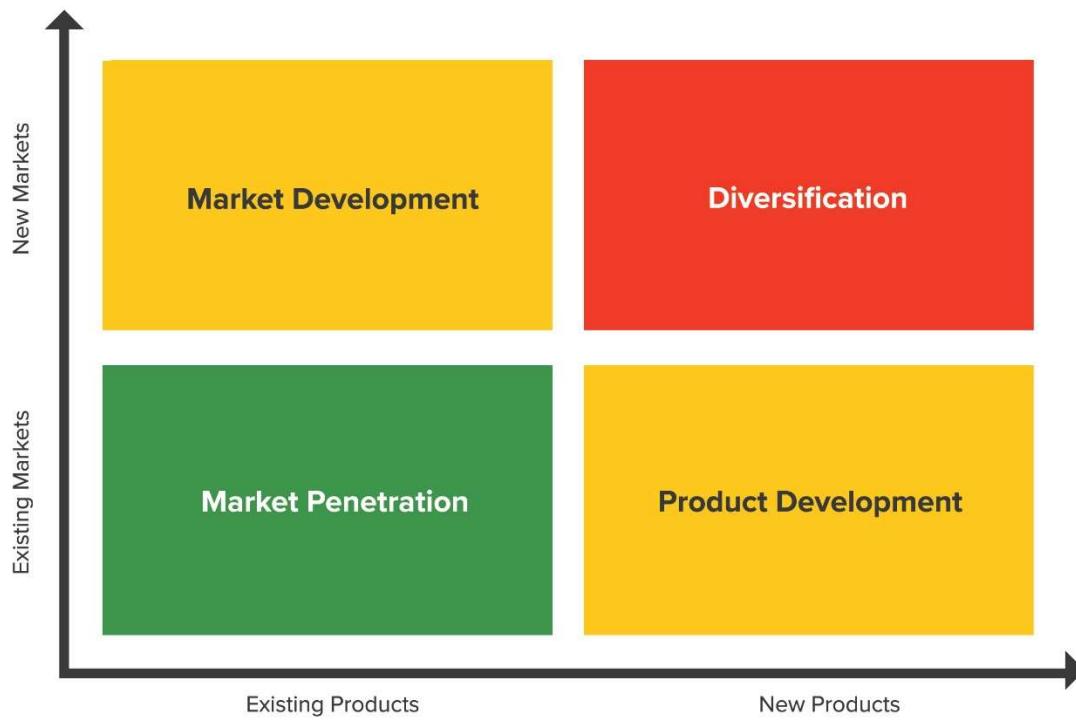 New Markets
Market Development
Diversification
Existing Markets
Market Penetration
Product Development
Existing Products
New Products